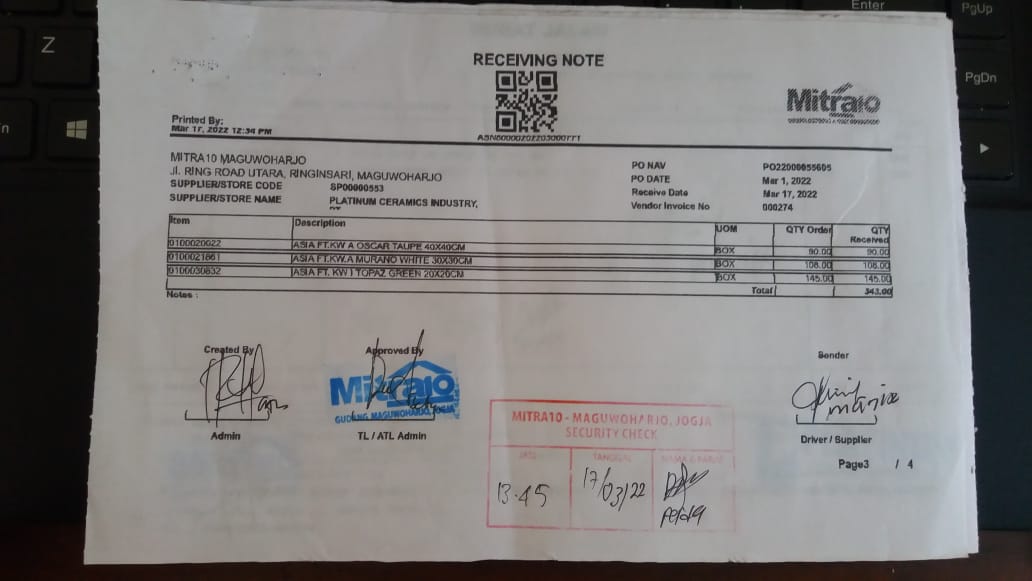 RECEIVING NOTE
Mitra10
Printed By:
Mar 17, 2022 12:34 PM
MITRA10 MAGUWOHARJO
Jl. RING ROAD UTARA, RINGINSARI, MAGUWOHARJO
SUPPLIER/STORE CODE SP00000553
SUPPLIER/STORE NAME PLATINUM CERAMICS INDUSTRY,
PT
PO NAV PO22000055605
PO DATE Mar 1, 2022
Receive Date Mar 17, 2022
Vendor Invoice No 000274
Item Description UOM QTY Order QTY Received
0100020022 ASIA FT.KW A OSCAR TAUPE 40X40CM BOX 90.00 90.00
0100021861 ASIA FT.KW.A MURANO WHITE 30X30CM BOX 108.00 108.00
0100030832 ASIA FT. KW I TOPAZ GREEN 20X20CM BOX 145.00 145.00
Total 343.00
Notes :
Created By Approved By Sender
Mitra10
GUDANG MAGUWOHARJO, JOGJA
Admin TL / ATL Admin Driver / Supplier
Page3 / 4
MITRA10 - MAGUWOHARJO, JOGJA
SECURITY CHECK
JAM TANGGAL NAMA & PARAF
13.45 17/03/22
Z
Enter
PgUp
PgDn